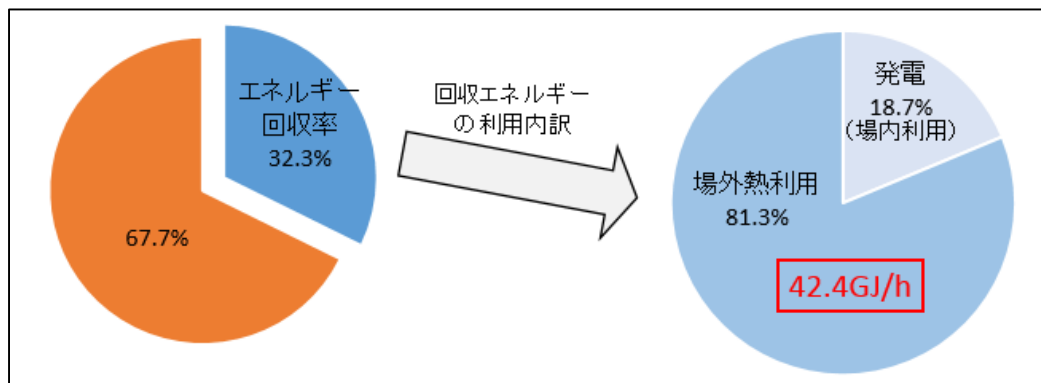 エネルギー
回収率
32.3%
67.7%
回収エネルギー
の利用内訳
発電
18.7%
(場内利用)
場外熱利用
81.3%
42.4GJ/h